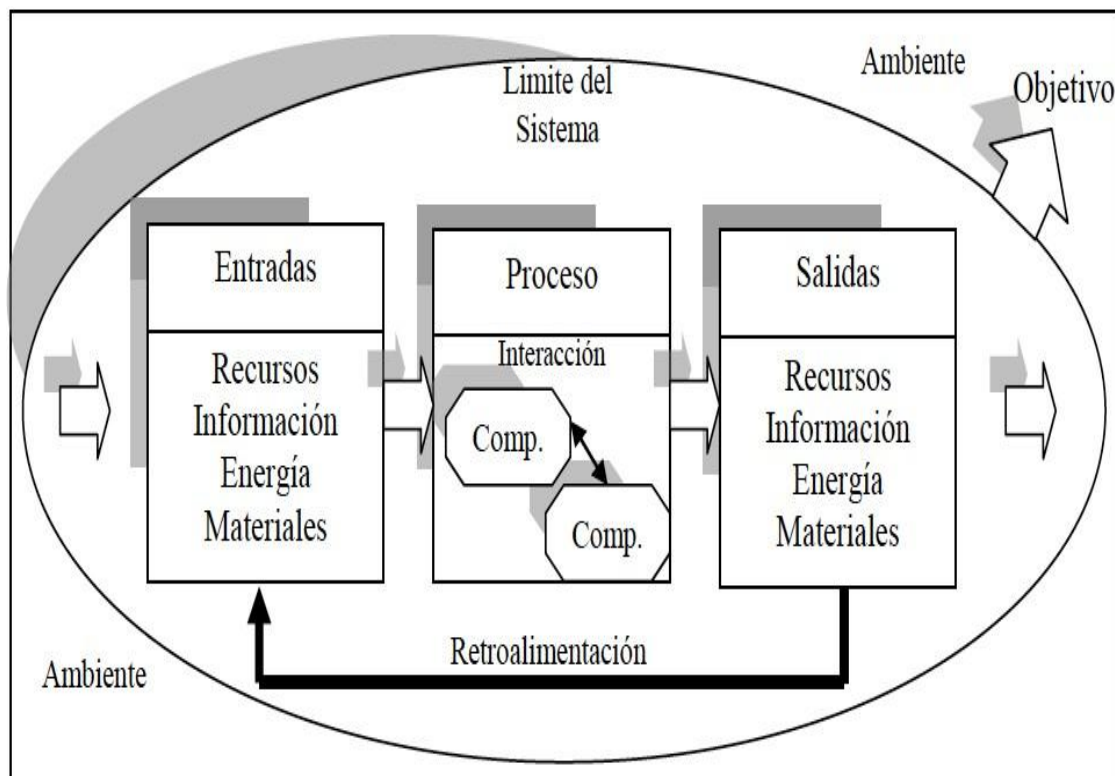 Ambiente
Objetivo
Limite del
Sistema
Entradas
Recursos
Información
Energía
Materiales
Proceso
Interacción
Comp.
Comp.
Salidas
Recursos
Información
Energía
Materiales
Retroalimentación
Ambiente